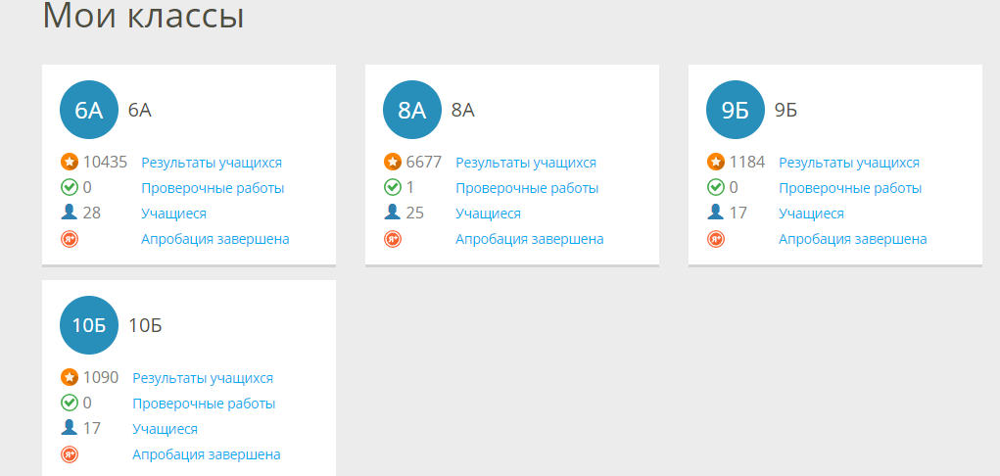 Мои классы
6А 6А
10435 Результаты учащихся
0 Проверочные работы
28 Учащиеся
Я+ Апробация завершена
8А 8А
6677 Результаты учащихся
1 Проверочные работы
25 Учащиеся
Я+ Апробация завершена
9Б 9Б
1184 Результаты учащихся
0 Проверочные работы
17 Учащиеся
Я+ Апробация завершена
10Б 10Б
1090 Результаты учащихся
0 Проверочные работы
17 Учащиеся
Я+ Апробация завершена